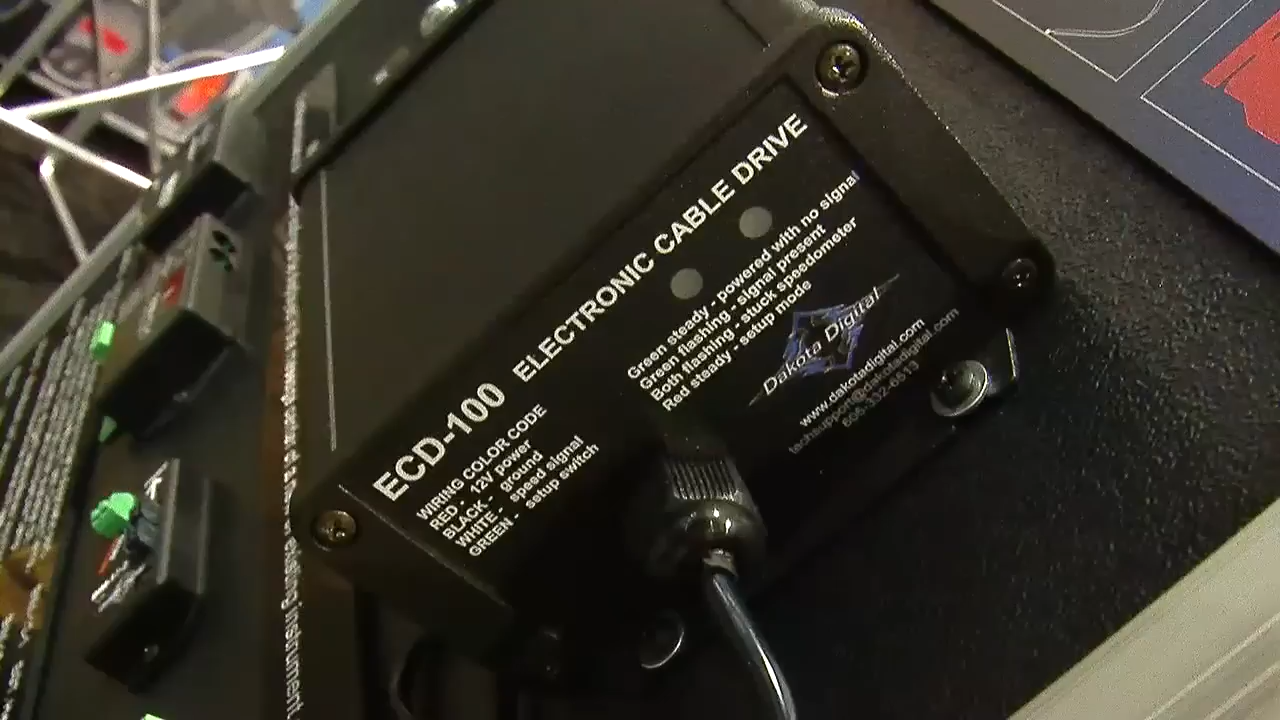 ECD-100 ELECTRONIC CABLE DRIVE
WIRING COLOR CODE
RED - 12V power
BLACK - ground
WHITE - speed signal
GREEN - setup switch
Green steady - powered with no signal
Green flashing - signal present
Both flashing - stuck speedometer
Red steady - setup mode
Dakota Digital
www.dakotadigital.com
techsupport@dakotadigital.com
605-332-6513